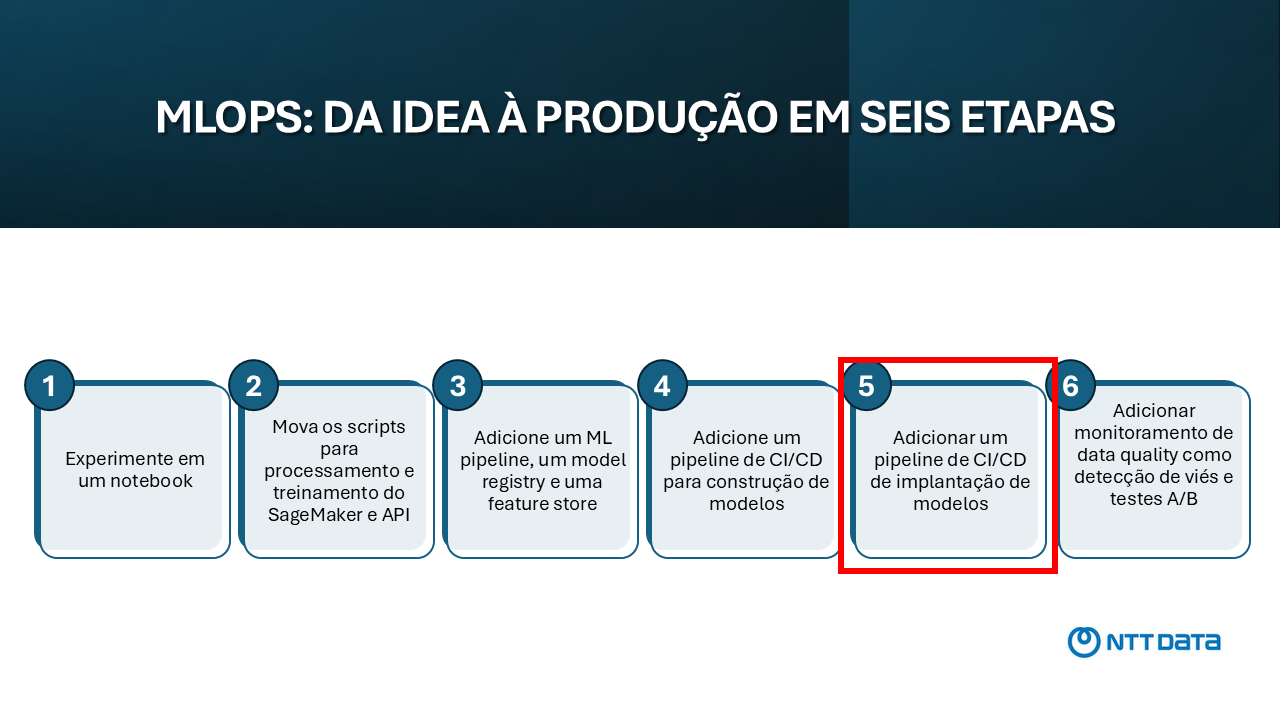 MLOPS: DA IDEA À PRODUÇÃO EM SEIS ETAPAS
1
Experimente em
um notebook
2
Mova os scripts
para
processamento e
treinamento do
SageMaker e API
3
Adicione um ML
pipeline, um model
registry e uma
feature store
4
Adicione um
pipeline de CI/CD
para construção de
modelos
5
Adicionar um
pipeline de CI/CD
de implantação de
modelos
6
Adicionar
monitoramento de
data quality como
detecção de viés e
testes A/B
NTT DATA